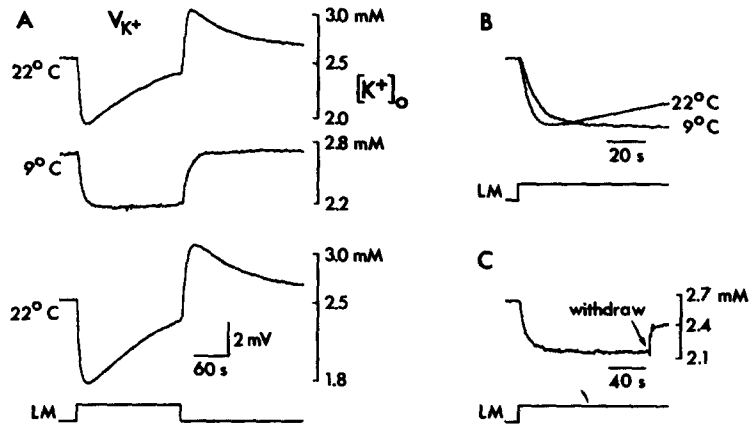 A
V K+
3.0 mM
2.5
2.0
22° C
[K+]o
2.8 mM
2.2
9° C
3.0 mM
2.5
1.8
22° C
2 mV
60 s
LM
B
22° C
9° C
20 s
LM
C
withdraw
2.7 mM
2.4
2.1
40 s
LM